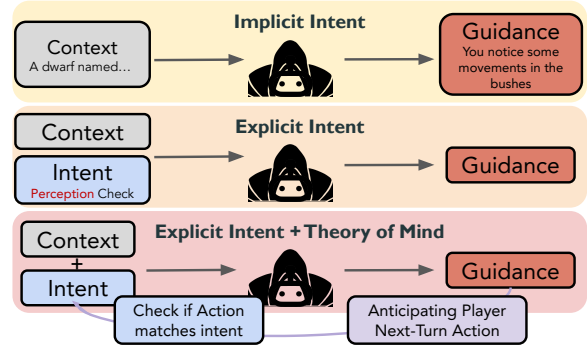 Implicit Intent
Context
A dwarf named...
Guidance
You notice some
movements in the
bushes
Explicit Intent
Context
Intent
Perception Check
Guidance
Explicit Intent + Theory of Mind
Context
+
Intent
Guidance
Check if Action
matches intent
Anticipating Player
Next-Turn Action